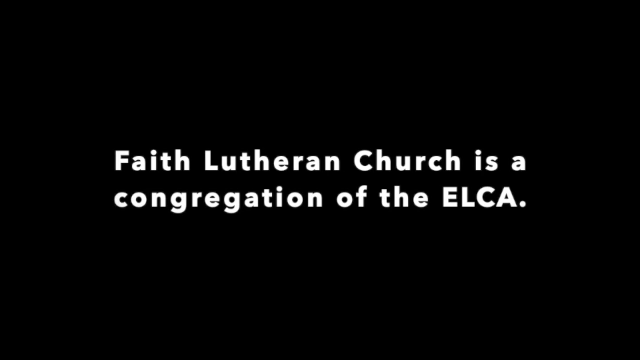 Faith Lutheran Church is a
congregation of the ELCA.